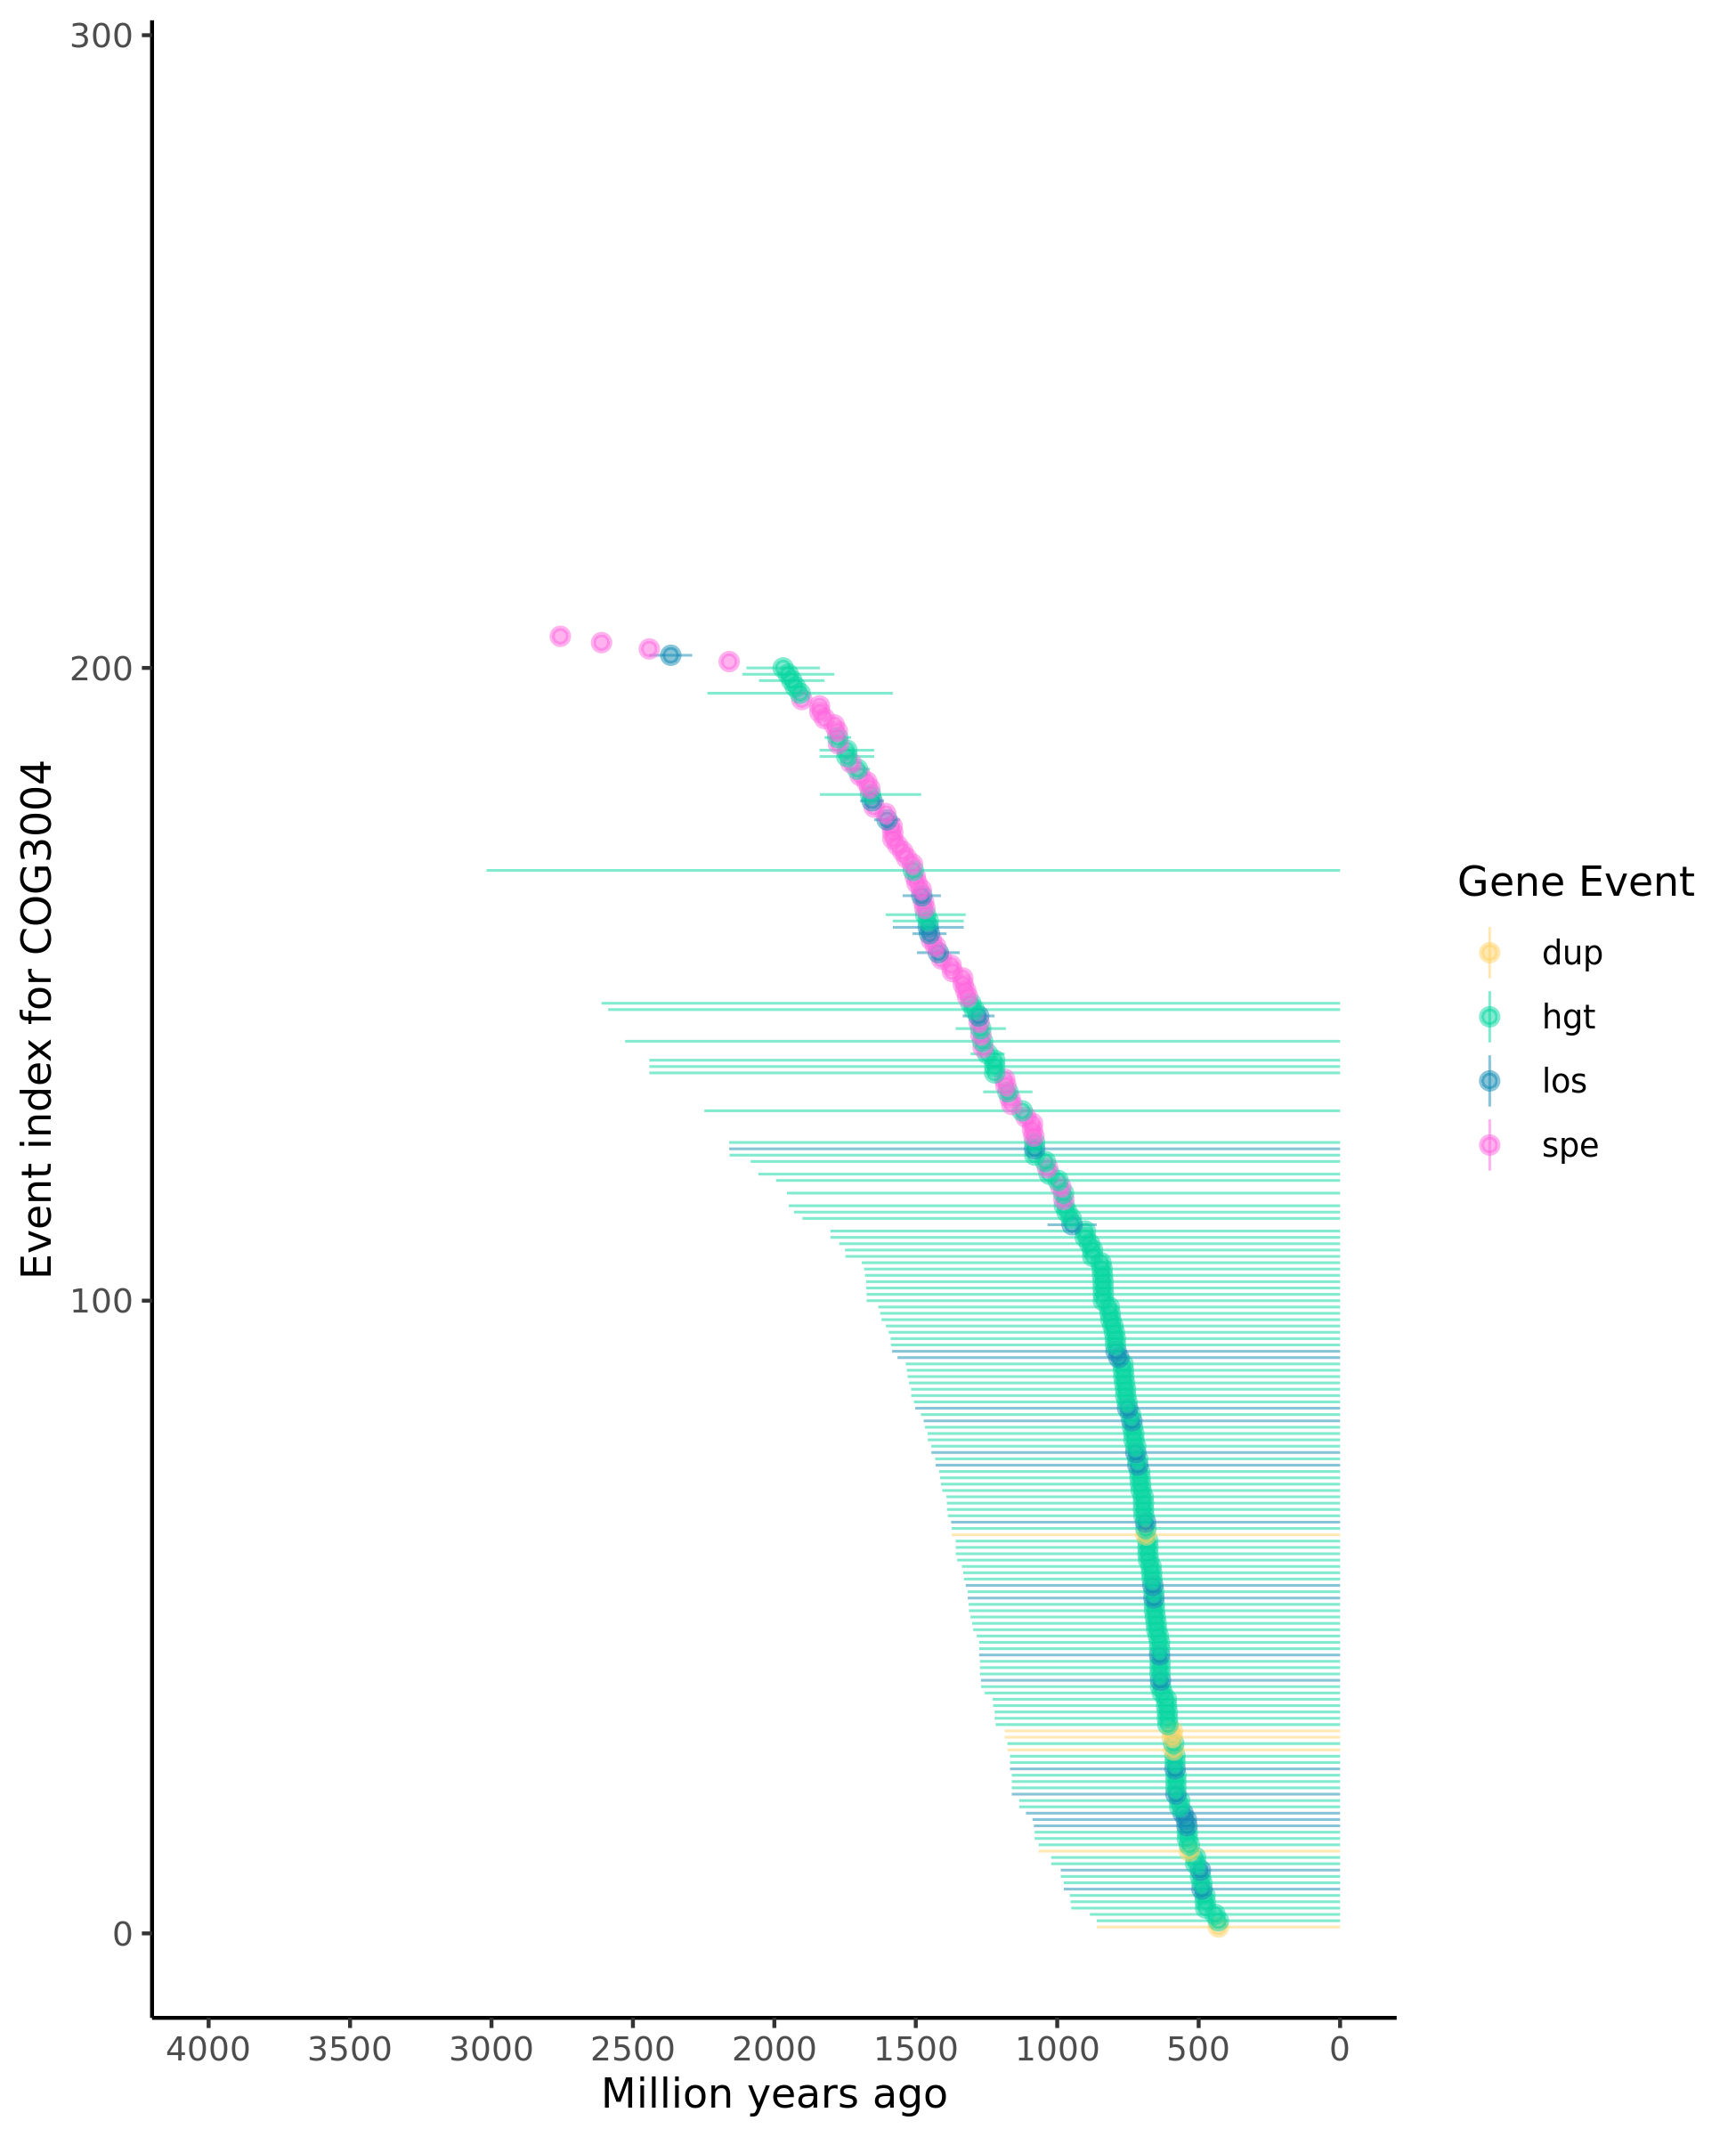 Event index for COG3004
300
200
100
0
4000 3500 3000 2500 2000 1500 1000 500 0
Million years ago
Gene Event
dup
hgt
los
spe